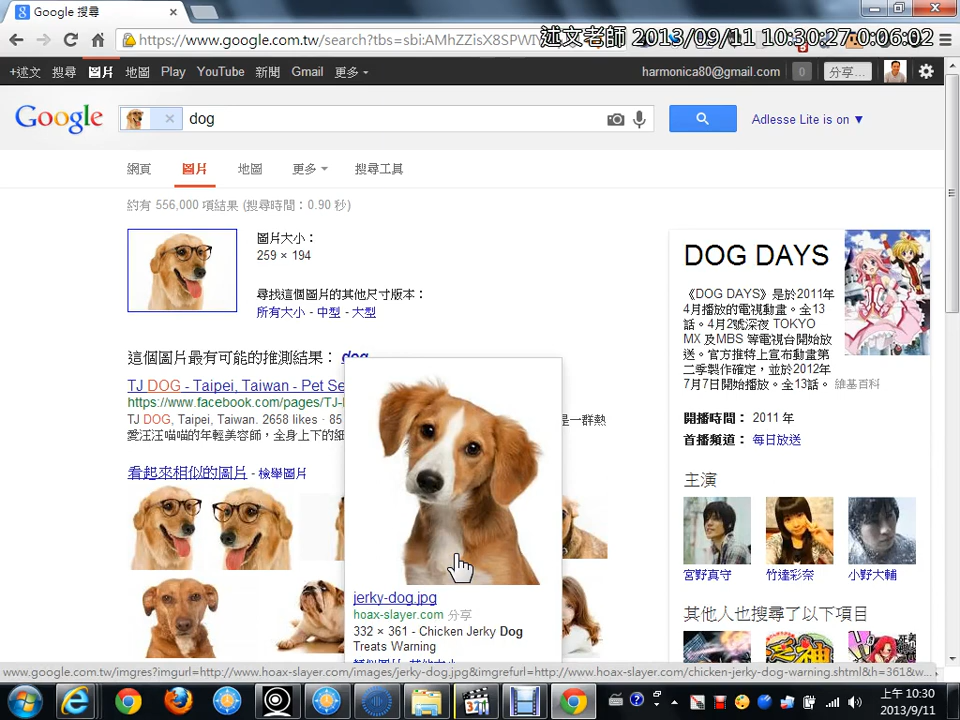 Google 搜尋
https://www.google.com.tw/search?tbs=sbi:AMhZZisX8SPWT
述文老師 2013/09/11 10:30:27 0:06:02
+述文 搜尋 圖片 地圖 Play YouTube 新聞 Gmail 更多
harmonica80@gmail.com 0 分享...
Google dog Adlesse Lite is on ▼
網頁 圖片 地圖 更多 搜尋工具
約有 556,000 項結果 (搜尋時間：0.90 秒)
圖片大小：
259 × 194
尋找這個圖片的其他尺寸版本：
所有大小 - 中型 - 大型
這個圖片最有可能的推測結果： dog
TJ DOG - Taipei, Taiwan - Pet Se
https://www.facebook.com/pages/TJ-
TJ DOG, Taipei, Taiwan. 2658 likes · 85 是一群熱
愛汪汪喵喵的年輕美容師，全身上下的細
看起來相似的圖片 - 檢舉圖片
jerky-dog.jpg
hoax-slayer.com 分享
332 × 361 - Chicken Jerky Dog
Treats Warning
DOG DAYS
《DOG DAYS》是於2011年
4月播放的電視動畫。全13
話。4月2號深夜 TOKYO
MX 及MBS 等電視台開始放
送。官方推特上宣布動畫第
二季製作確定，並於2012年
7月7日開始播放。全13話。 維基百科
開播時間： 2011 年
首播頻道： 每日放送
主演
宮野真守 竹達彩奈 小野大輔
其他人也搜尋了以下項目
www.google.com.tw/imgres?imgurl=http://www.hoax-slayer.com/images/jerky-dog.jpg&imgrefurl=http://www.hoax-slayer.com/chicken-jerky-dog-warning.shtml&h=361&w...
上午 10:30
2013/9/11